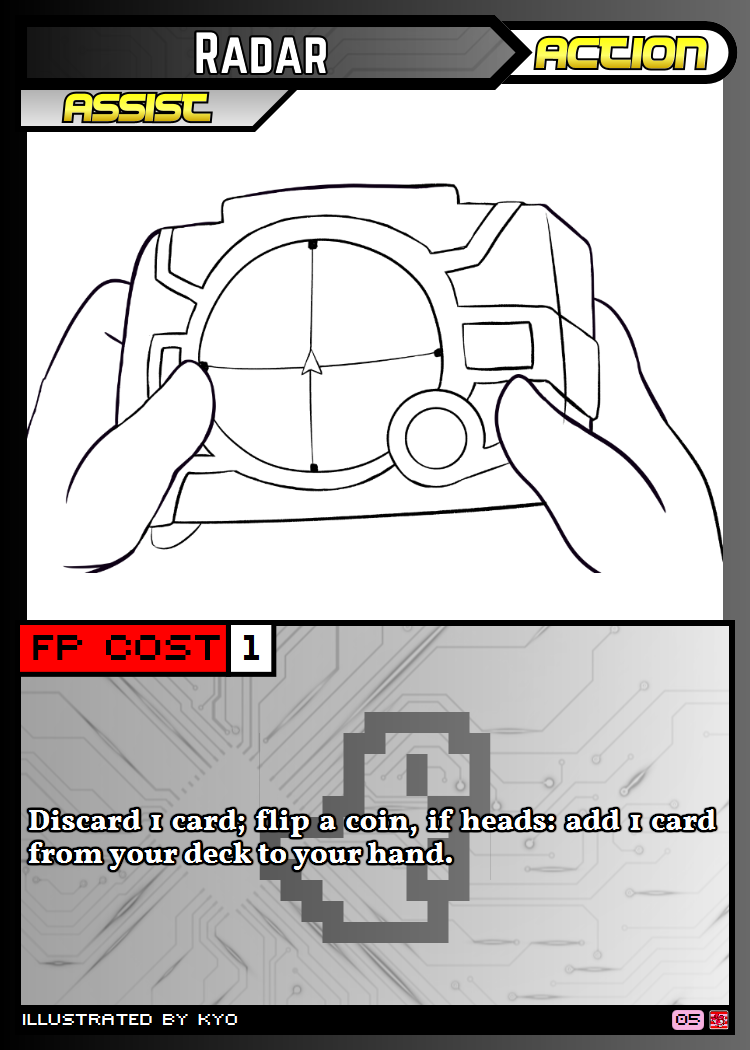 Radar
ACTION
ASSIST
FP COST 1
Discard 1 card; flip a coin, if heads: add 1 card
from your deck to your hand.
ILLUSTRATED BY KYO
05